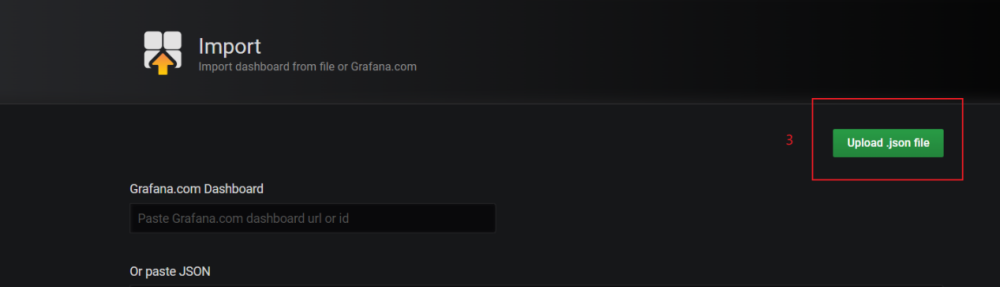 Import
Import dashboard from file or Grafana.com
3
Upload .json file
Grafana.com Dashboard
Paste Grafana.com dashboard url or id
Or paste JSON